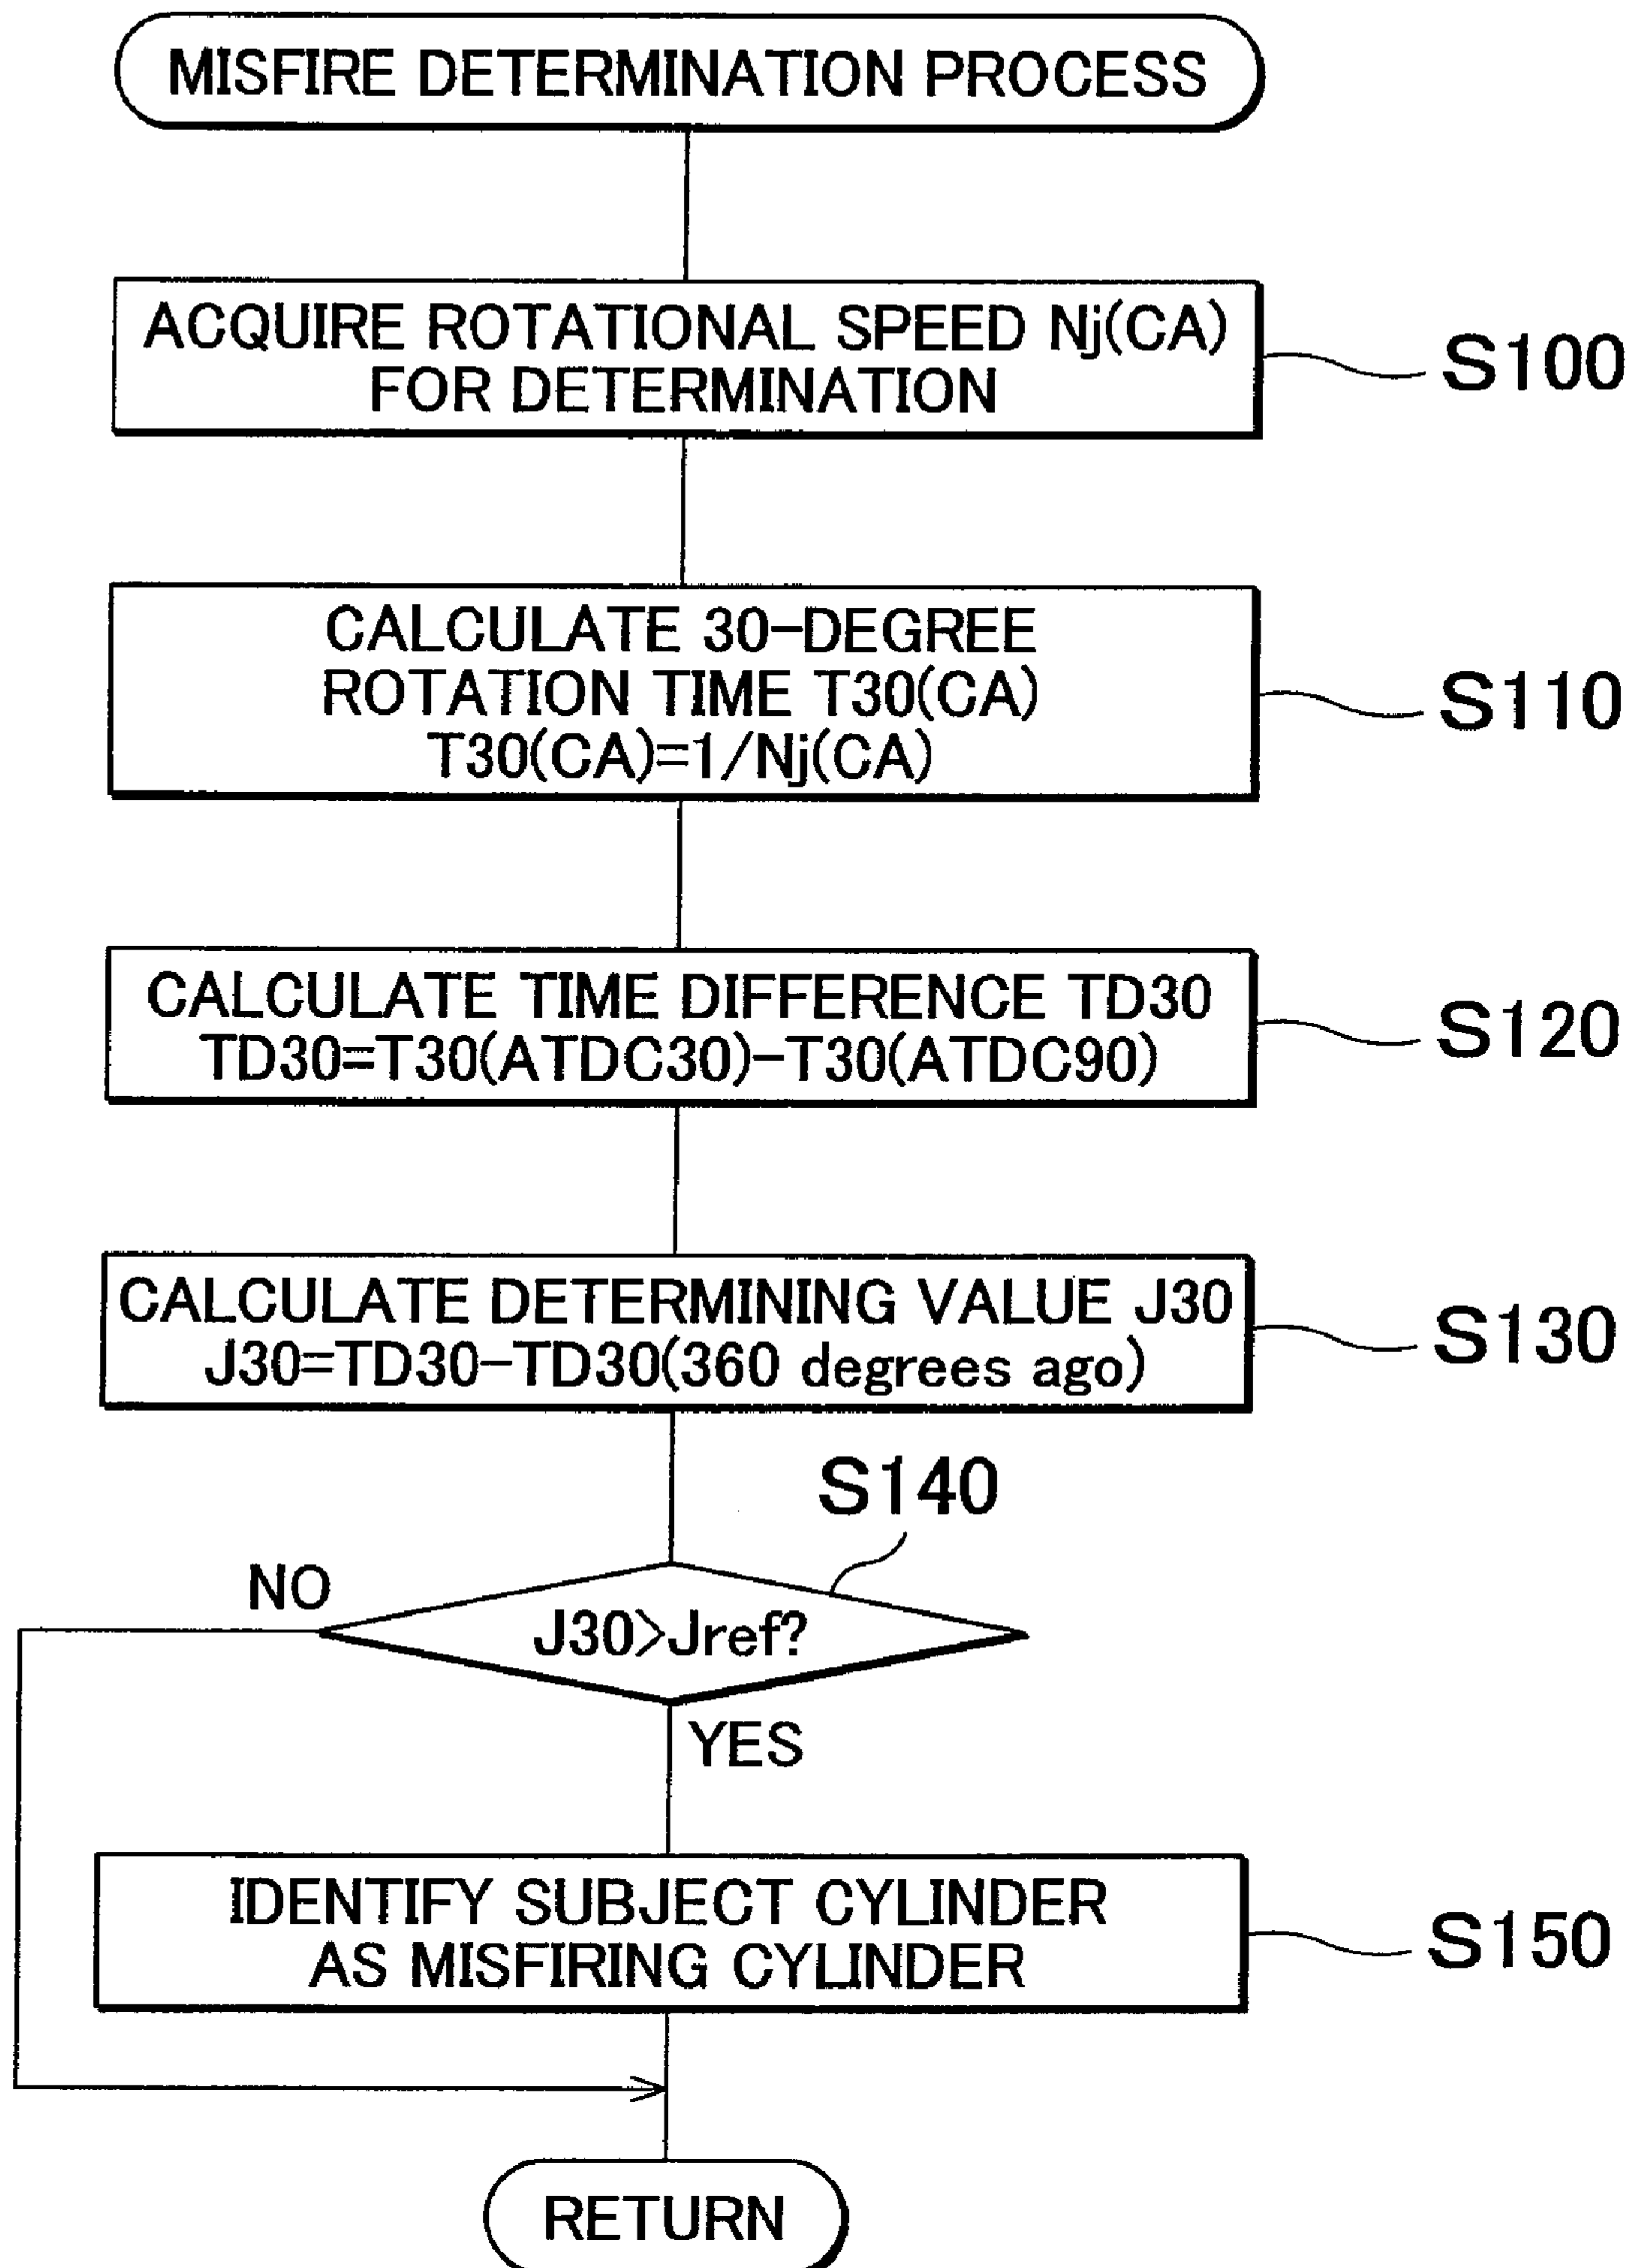 MISFIRE DETERMINATION PROCESS
ACQUIRE ROTATIONAL SPEED Nj(CA)
FOR DETERMINATION
S100
CALCULATE 30-DEGREE
ROTATION TIME T30(CA)
T30(CA)=1/Nj(CA)
S110
CALCULATE TIME DIFFERENCE TD30
TD30=T30(ATDC30)-T30(ATDC90)
S120
CALCULATE DETERMINING VALUE J30
J30=TD30-TD30(360 degrees ago)
S130
S140
NO
J30>Jref?
YES
IDENTIFY SUBJECT CYLINDER
AS MISFIRING CYLINDER
S150
RETURN